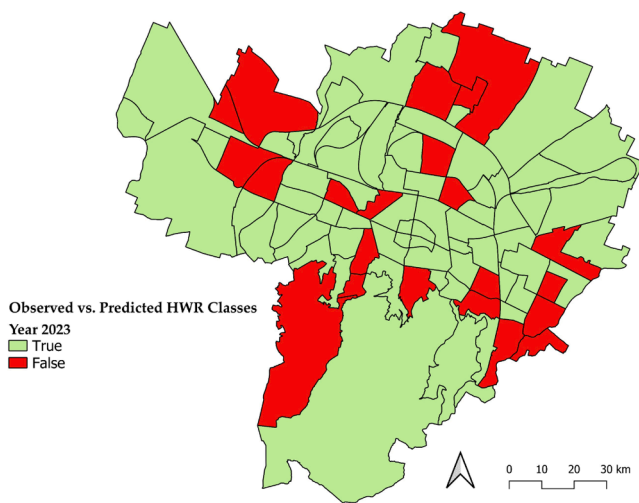 Observed vs. Predicted HWR Classes
Year 2023
True
False
0 10 20 30 km